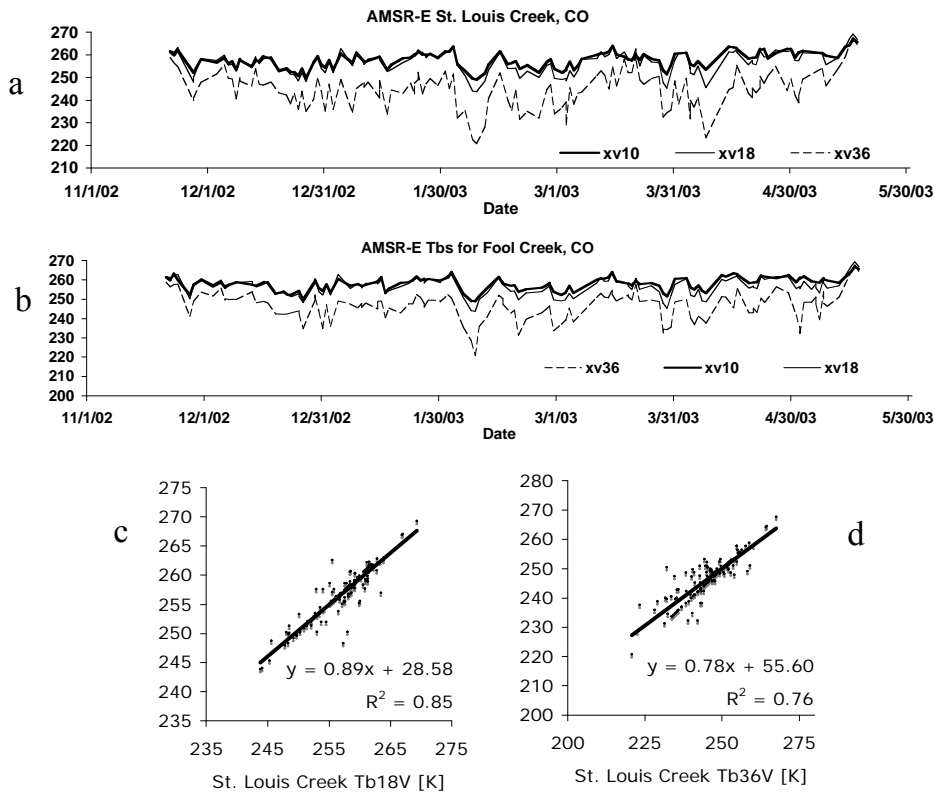 AMSR-E St. Louis Creek, CO
a
270
260
250
240
230
220
210
xv10 xv18 xv36
11/1/02 12/1/02 12/31/02 1/30/03 3/1/03 3/31/03 4/30/03 5/30/03
Date
AMSR-E Tbs for Fool Creek, CO
b
270
260
250
240
230
220
210
200
xv36 xv10 xv18
11/1/02 12/1/02 12/31/02 1/30/03 3/1/03 3/31/03 4/30/03 5/30/03
Date
c
275
270
265
260
255
250
245
240
235
y = 0.89x + 28.58
R² = 0.85
235 245 255 265 275
St. Louis Creek Tb18V [K]
d
280
270
260
250
240
230
220
210
200
y = 0.78x + 55.60
R² = 0.76
200 225 250 275
St. Louis Creek Tb36V [K]